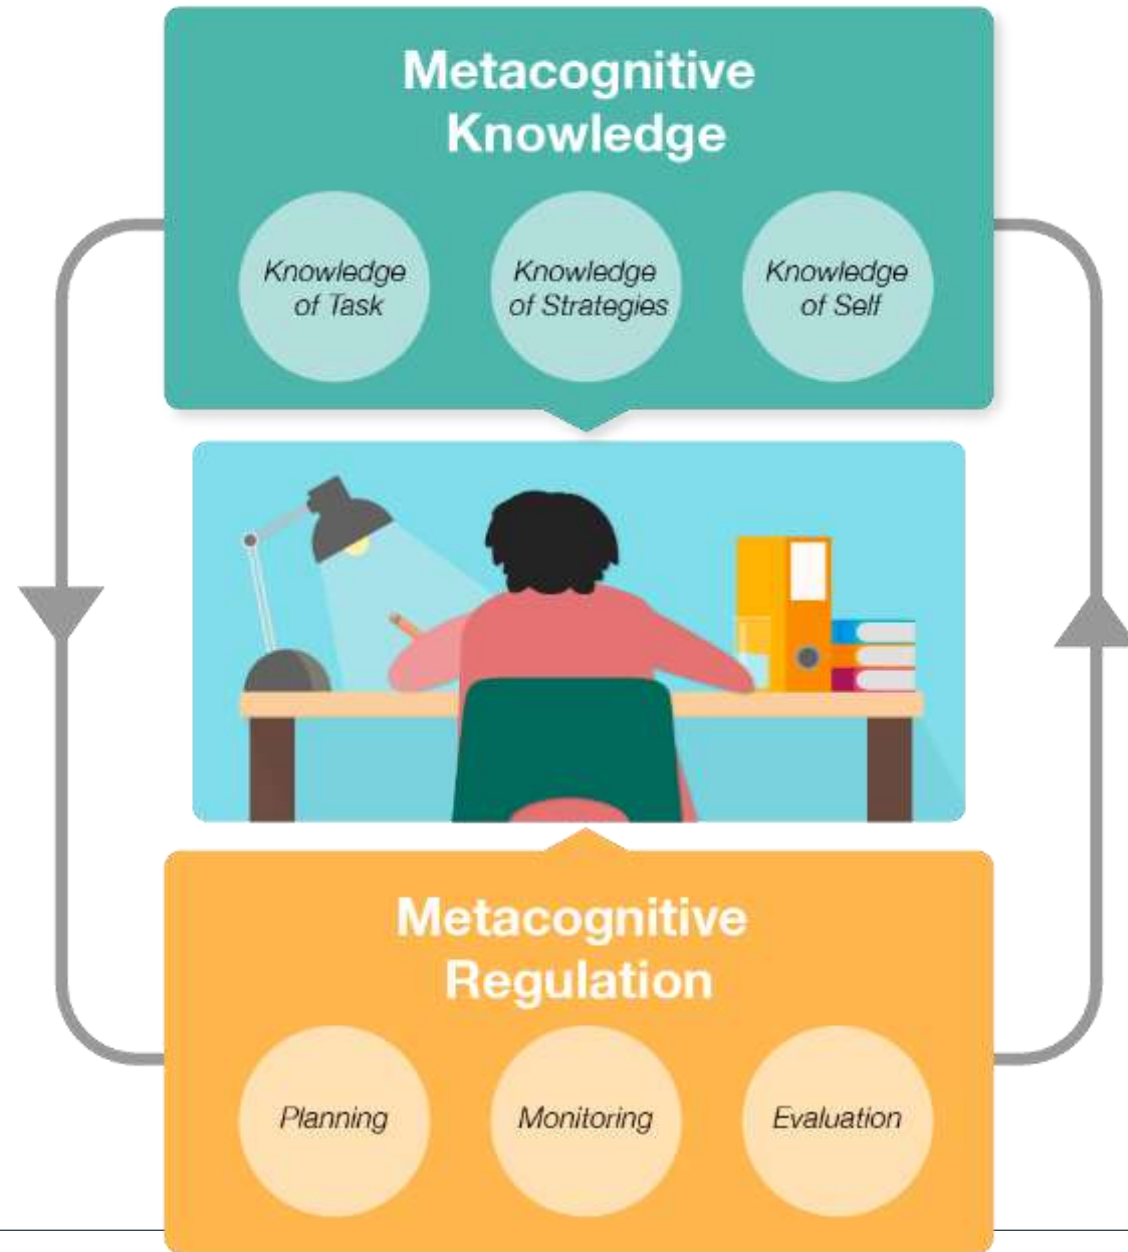 Metacognitive
Knowledge
Knowledge
of Task
Knowledge
of Strategies
Knowledge
of Self
Metacognitive
Regulation
Planning
Monitoring
Evaluation